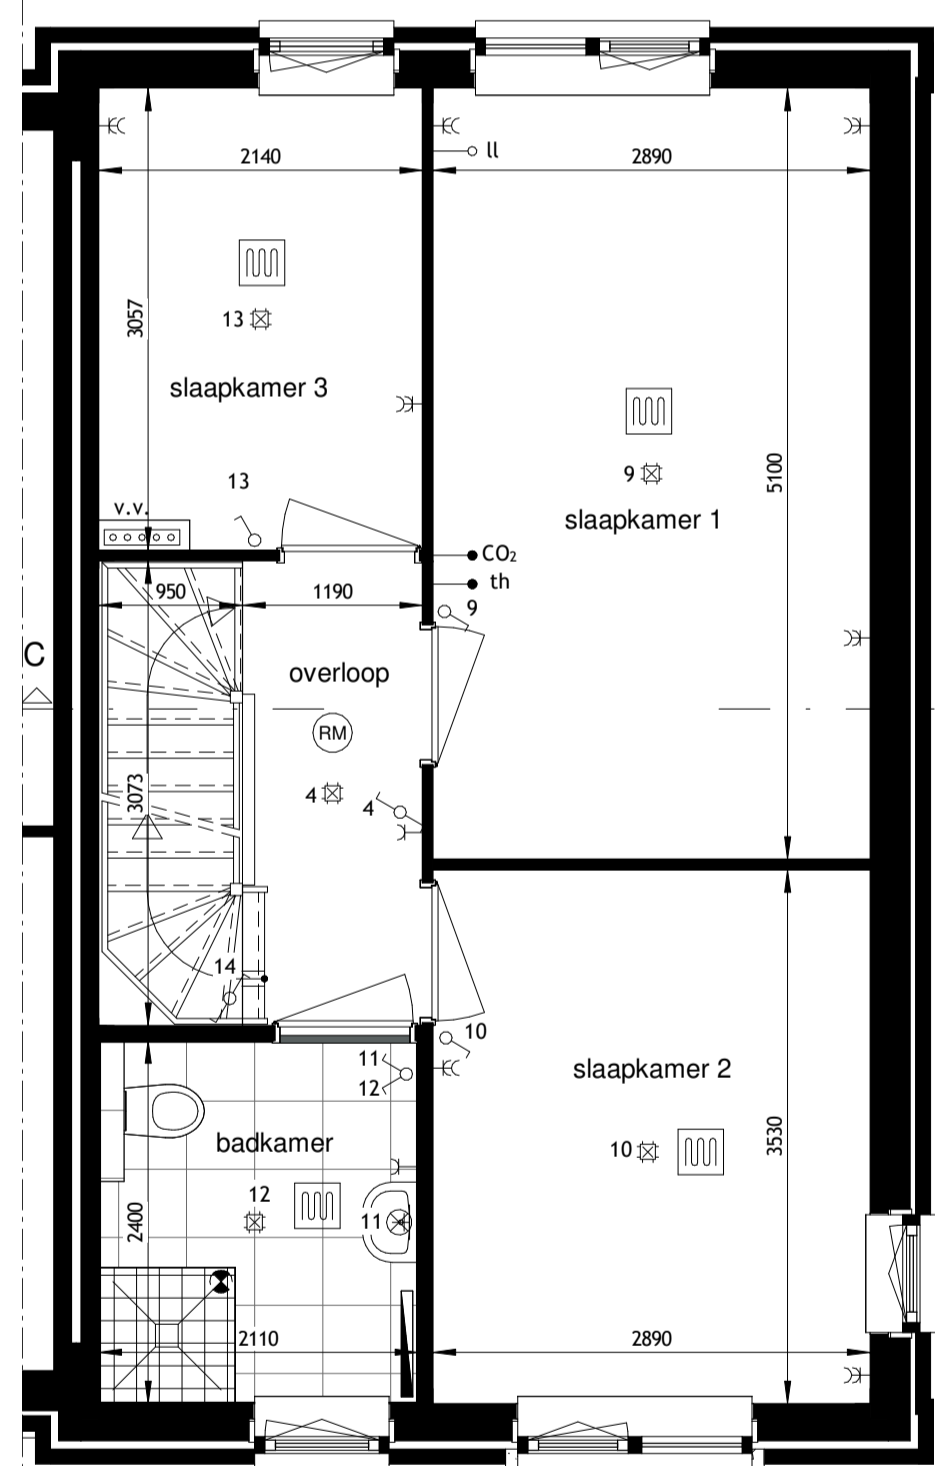 2140
2890
ll
3057
13
slaapkamer 3
13
v.v.
5100
9
slaapkamer 1
CO₂
th
9
950
1190
C
overloop
RM
3073
4
4
14
10
11
12
slaapkamer 2
badkamer
10
3530
12
11
2400
2110
2890